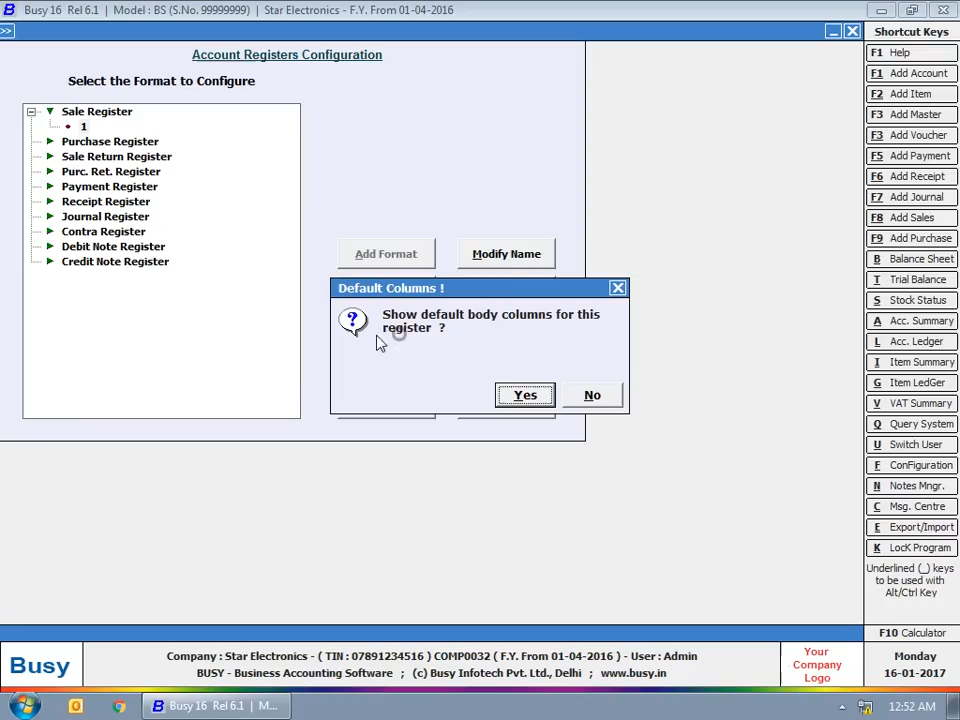 Busy 16 Rel 6.1 | Model : BS (S.No. 99999999) | Star Electronics - F.Y. From 01-04-2016
>>
Shortcut Keys
Account Registers Configuration
Select the Format to Configure
Sale Register
1
Purchase Register
Sale Return Register
Purc. Ret. Register
Payment Register
Receipt Register
Journal Register
Contra Register
Debit Note Register
Credit Note Register
Add Format
Modify Name
Default Columns !
Show default body columns for this
register ?
Yes
No
F1 Help
F1 Add Account
F2 Add Item
F3 Add Master
F3 Add Voucher
F5 Add Payment
F6 Add Receipt
F7 Add Journal
F8 Add Sales
F9 Add Purchase
B Balance Sheet
T Trial Balance
S Stock Status
A Acc. Summary
L Acc. Ledger
I Item Summary
G Item LedGer
V VAT Summary
Q Query System
U Switch User
F ConFiguration
N Notes Mngr.
C Msg. Centre
E Export/Import
K LocK Program
Underlined (_) keys
to be used with
Alt/Ctrl Key
F10 Calculator
Busy
Company : Star Electronics - ( TIN : 07891234516 ) COMP0032 ( F.Y. From 01-04-2016 ) - User : Admin
BUSY - Business Accounting Software ; (c) Busy Infotech Pvt. Ltd., Delhi ; www.busy.in
Your
Company
Logo
Monday
16-01-2017
Busy 16 Rel 6.1 | M...
12:52 AM